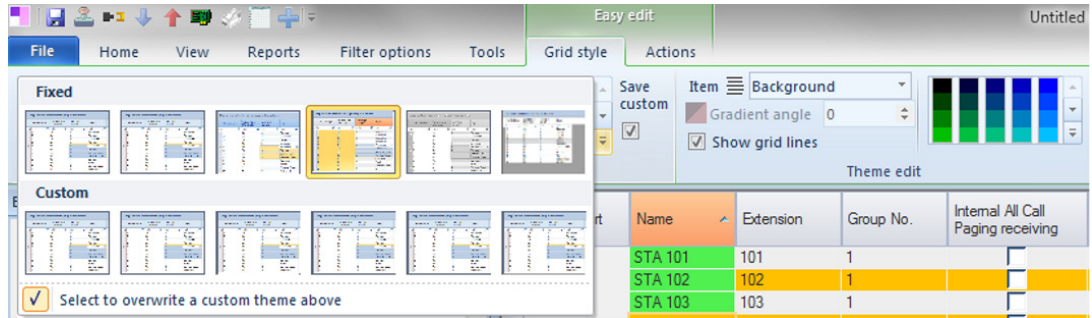 Easy edit
Untitled
File Home View Reports Filter options Tools Grid style Actions
Fixed
Custom
Select to overwrite a custom theme above
Save
custom
Item Background
Gradient angle 0
Show grid lines
Theme edit
Name Extension Group No. Internal All Call
Paging receiving
STA 101 101 1
STA 102 102 1
STA 103 103 1